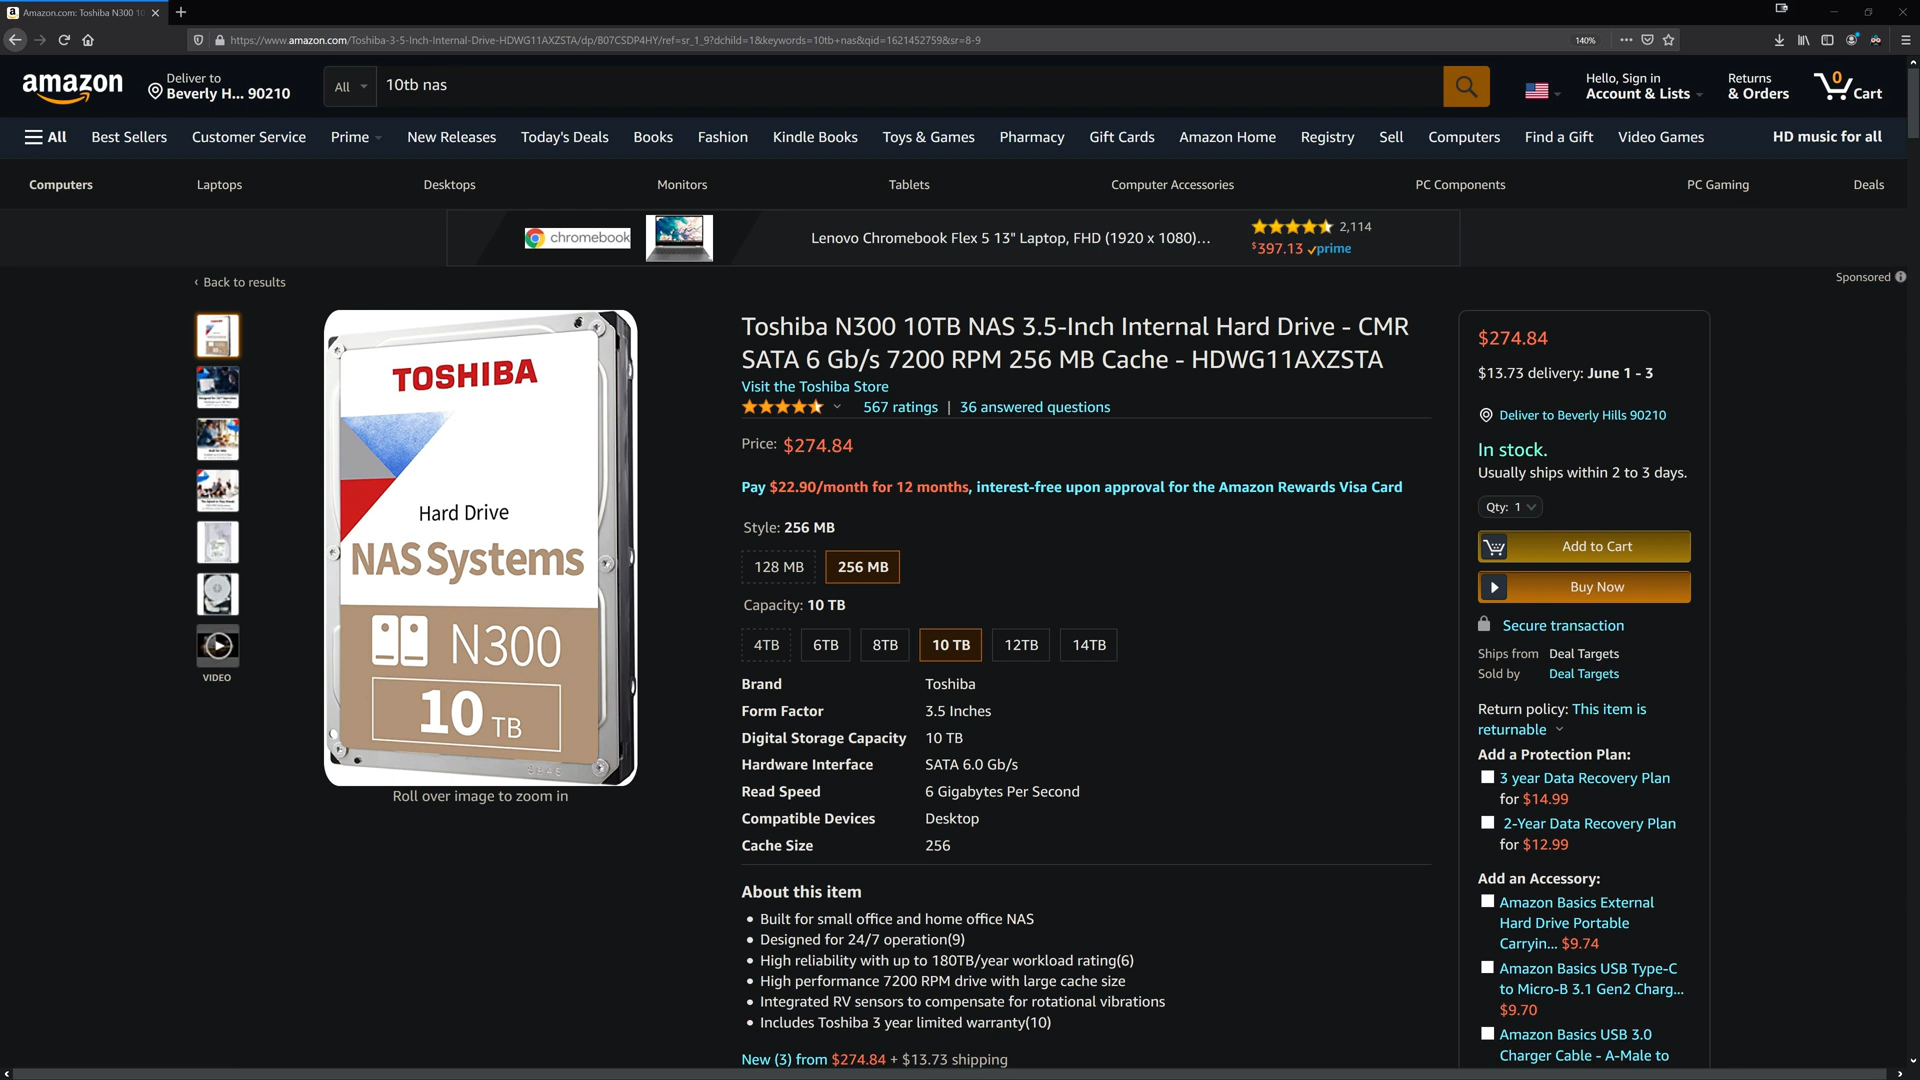 Amazon.com: Toshiba N300 10
https://www.amazon.com/Toshiba-3-5-Inch-Internal-Drive-HDWG11AXZSTA/dp/B07CSDP4HY/ref=sr_1_9?dchild=1&keywords=10tb+nas&qid=1621452759&sr=8-9
140%
amazon
Deliver to
Beverly H... 90210
All
10tb nas
Hello, Sign in
Account & Lists
Returns
& Orders
0
Cart
All
Best Sellers
Customer Service
Prime
New Releases
Today's Deals
Books
Fashion
Kindle Books
Toys & Games
Pharmacy
Gift Cards
Amazon Home
Registry
Sell
Computers
Find a Gift
Video Games
HD music for all
Computers
Laptops
Desktops
Monitors
Tablets
Computer Accessories
PC Components
PC Gaming
Deals
chromebook
Lenovo Chromebook Flex 5 13" Laptop, FHD (1920 x 1080)...
2,114
$397.13 prime
Sponsored
‹ Back to results
VIDEO
TOSHIBA
Hard Drive
NAS Systems
N300
10 TB
Roll over image to zoom in
Toshiba N300 10TB NAS 3.5-Inch Internal Hard Drive - CMR
SATA 6 Gb/s 7200 RPM 256 MB Cache - HDWG11AXZSTA
Visit the Toshiba Store
567 ratings | 36 answered questions
Price: $274.84
Pay $22.90/month for 12 months, interest-free upon approval for the Amazon Rewards Visa Card
Style: 256 MB
128 MB
256 MB
Capacity: 10 TB
4TB
6TB
8TB
10 TB
12TB
14TB
Brand Toshiba
Form Factor 3.5 Inches
Digital Storage Capacity 10 TB
Hardware Interface SATA 6.0 Gb/s
Read Speed 6 Gigabytes Per Second
Compatible Devices Desktop
Cache Size 256
About this item
• Built for small office and home office NAS
• Designed for 24/7 operation(9)
• High reliability with up to 180TB/year workload rating(6)
• High performance 7200 RPM drive with large cache size
• Integrated RV sensors to compensate for rotational vibrations
• Includes Toshiba 3 year limited warranty(10)
New (3) from $274.84 + $13.73 shipping
$274.84
$13.73 delivery: June 1 - 3
Deliver to Beverly Hills 90210
In stock.
Usually ships within 2 to 3 days.
Qty: 1
Add to Cart
Buy Now
Secure transaction
Ships from Deal Targets
Sold by Deal Targets
Return policy: This item is
returnable
Add a Protection Plan:
3 year Data Recovery Plan
for $14.99
2-Year Data Recovery Plan
for $12.99
Add an Accessory:
Amazon Basics External
Hard Drive Portable
Carryin... $9.74
Amazon Basics USB Type-C
to Micro-B 3.1 Gen2 Charg...
$9.70
Amazon Basics USB 3.0
Charger Cable - A-Male to